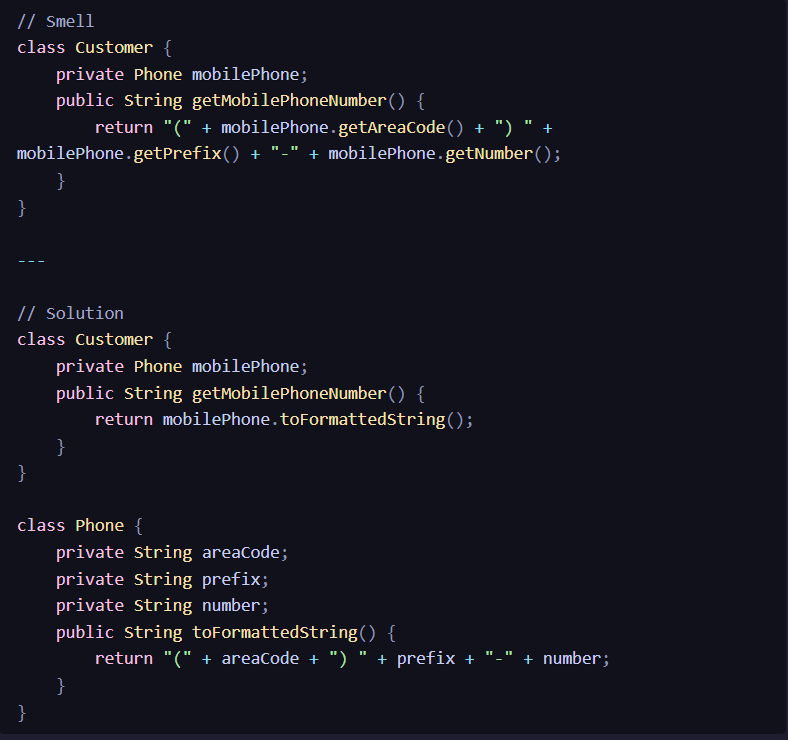 // Smell
class Customer {
    private Phone mobilePhone;
    public String getMobilePhoneNumber() {
        return "(" + mobilePhone.getAreaCode() + ") " +
mobilePhone.getPrefix() + "-" + mobilePhone.getNumber();
    }
}

---

// Solution
class Customer {
    private Phone mobilePhone;
    public String getMobilePhoneNumber() {
        return mobilePhone.toFormattedString();
    }
}

class Phone {
    private String areaCode;
    private String prefix;
    private String number;
    public String toFormattedString() {
        return "(" + areaCode + ") " + prefix + "-" + number;
    }
}